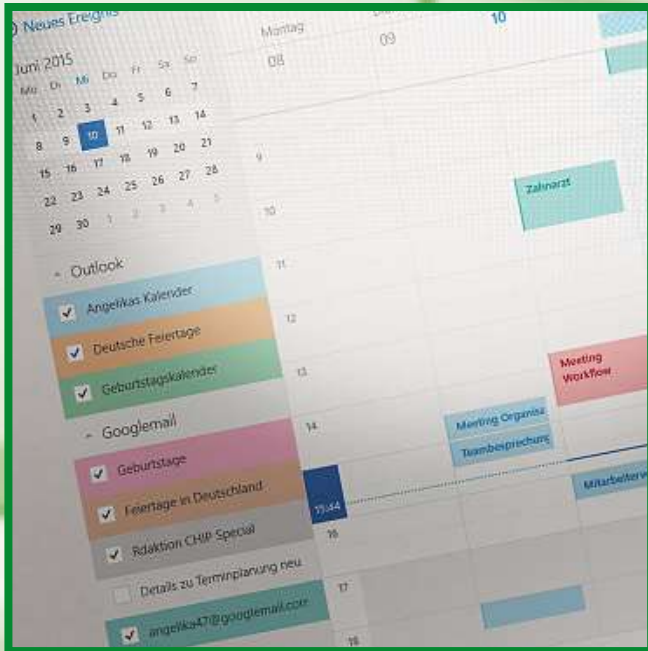 Neues Ereignis
Juni 2015
Mo Di Mi Do Fr Sa So
1 2 3 4 5 6 7
8 9 10 11 12 13 14
15 16 17 18 19 20 21
22 23 24 25 26 27 28
29 30 1 2 3 4 5
Outlook
Angelikas Kalender
Deutsche Feiertage
Geburtstagskalender
Googlemail
Geburtstage
Feiertage in Deutschland
Rdaktion CHIP Special
Details zu Terminplanung neu
angelika47@googlemail.com
Montag
08
09
10
9
10
11
12
13
14
15:44
16
17
18
Zahnarzt
Meeting
Workflow
Meeting Organisa
Teambesprechung
Mitarbeiterv